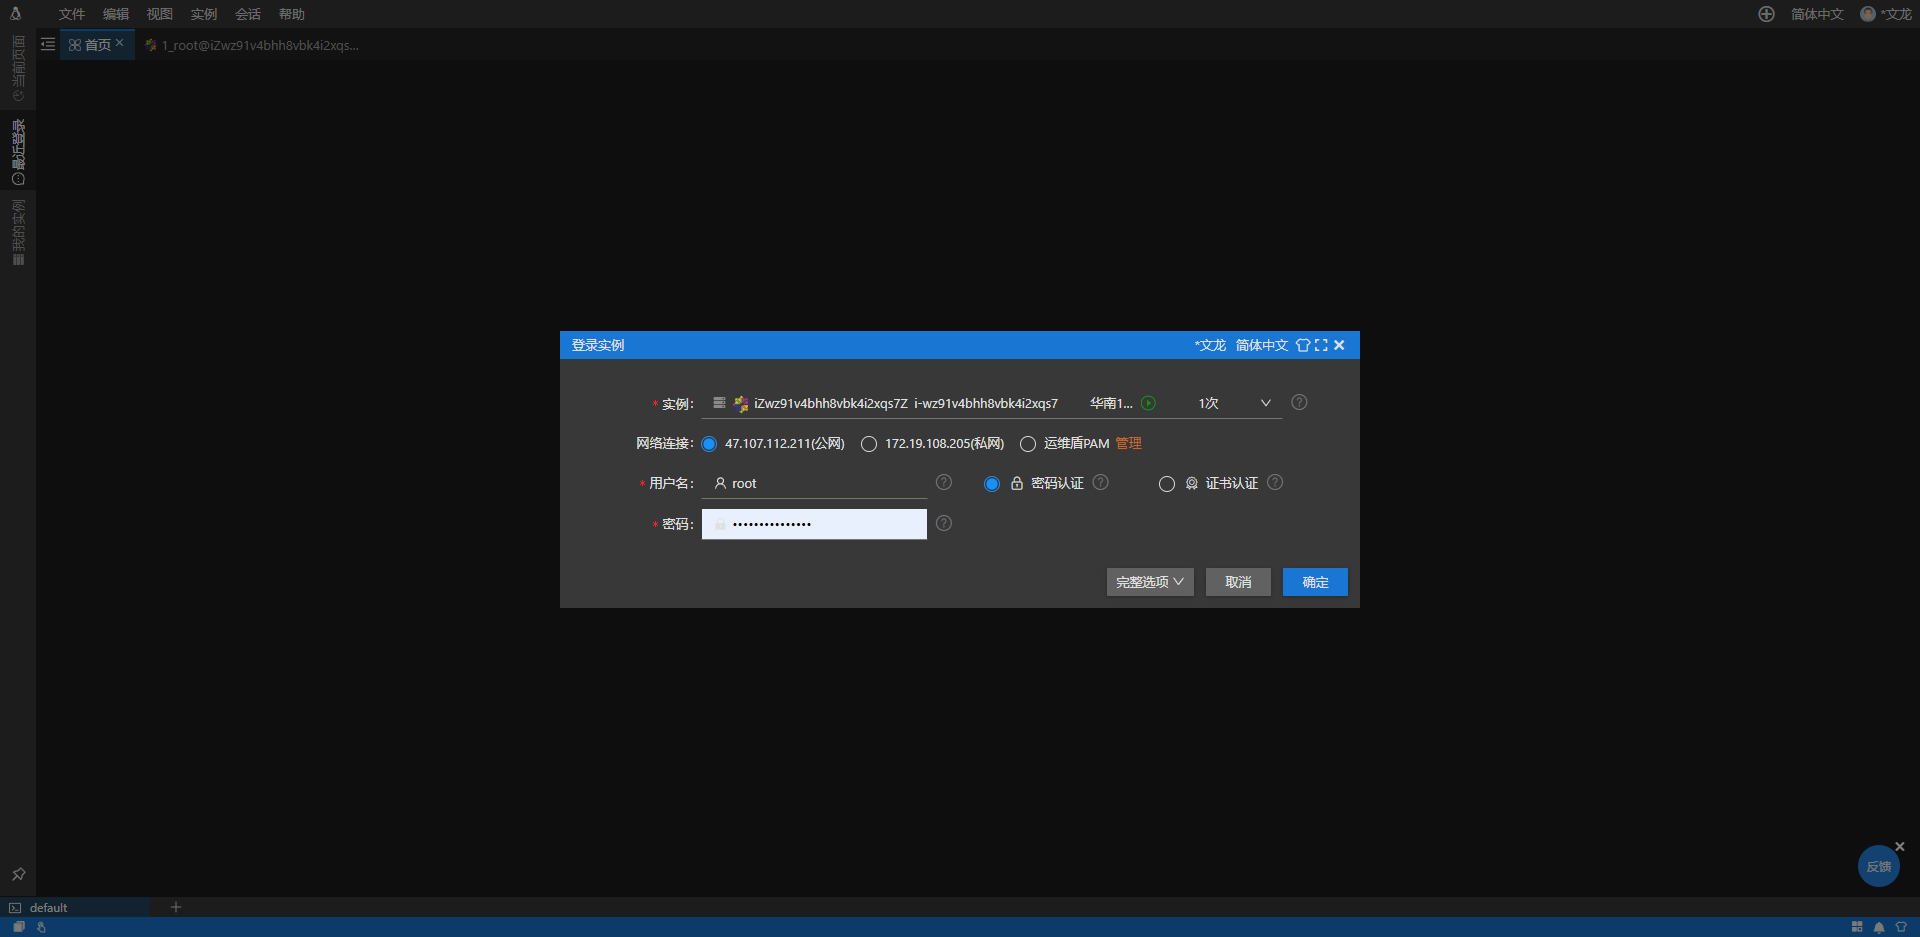 文件 编辑 视图 实例 会话 帮助 简体中文 *文龙
首页 1_root@iZwz91v4bhh8vbk4i2xqs...
当前页面
最近登录
我的实例
登录实例 *文龙 简体中文
* 实例: iZwz91v4bhh8vbk4i2xqs7Z i-wz91v4bhh8vbk4i2xqs7 华南1... 1次
网络连接: 47.107.112.211(公网) 172.19.108.205(私网) 运维盾PAM 管理
* 用户名: root 密码认证 证书认证
* 密码: •••••••••••••••
完整选项 取消 确定
反馈
default